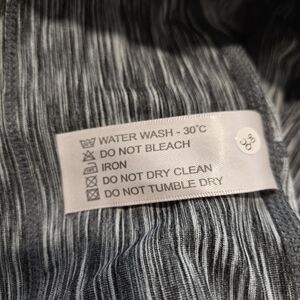 WATER WASH - 30°C
DO NOT BLEACH
IRON
DO NOT DRY CLEAN
DO NOT TUMBLE DRY